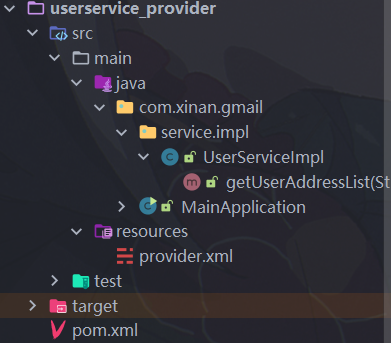 userservice_provider
src
main
java
com.xinan.gmail
service.impl
UserServiceImpl
getUserAddressList(St
MainApplication
resources
provider.xml
test
target
pom.xml